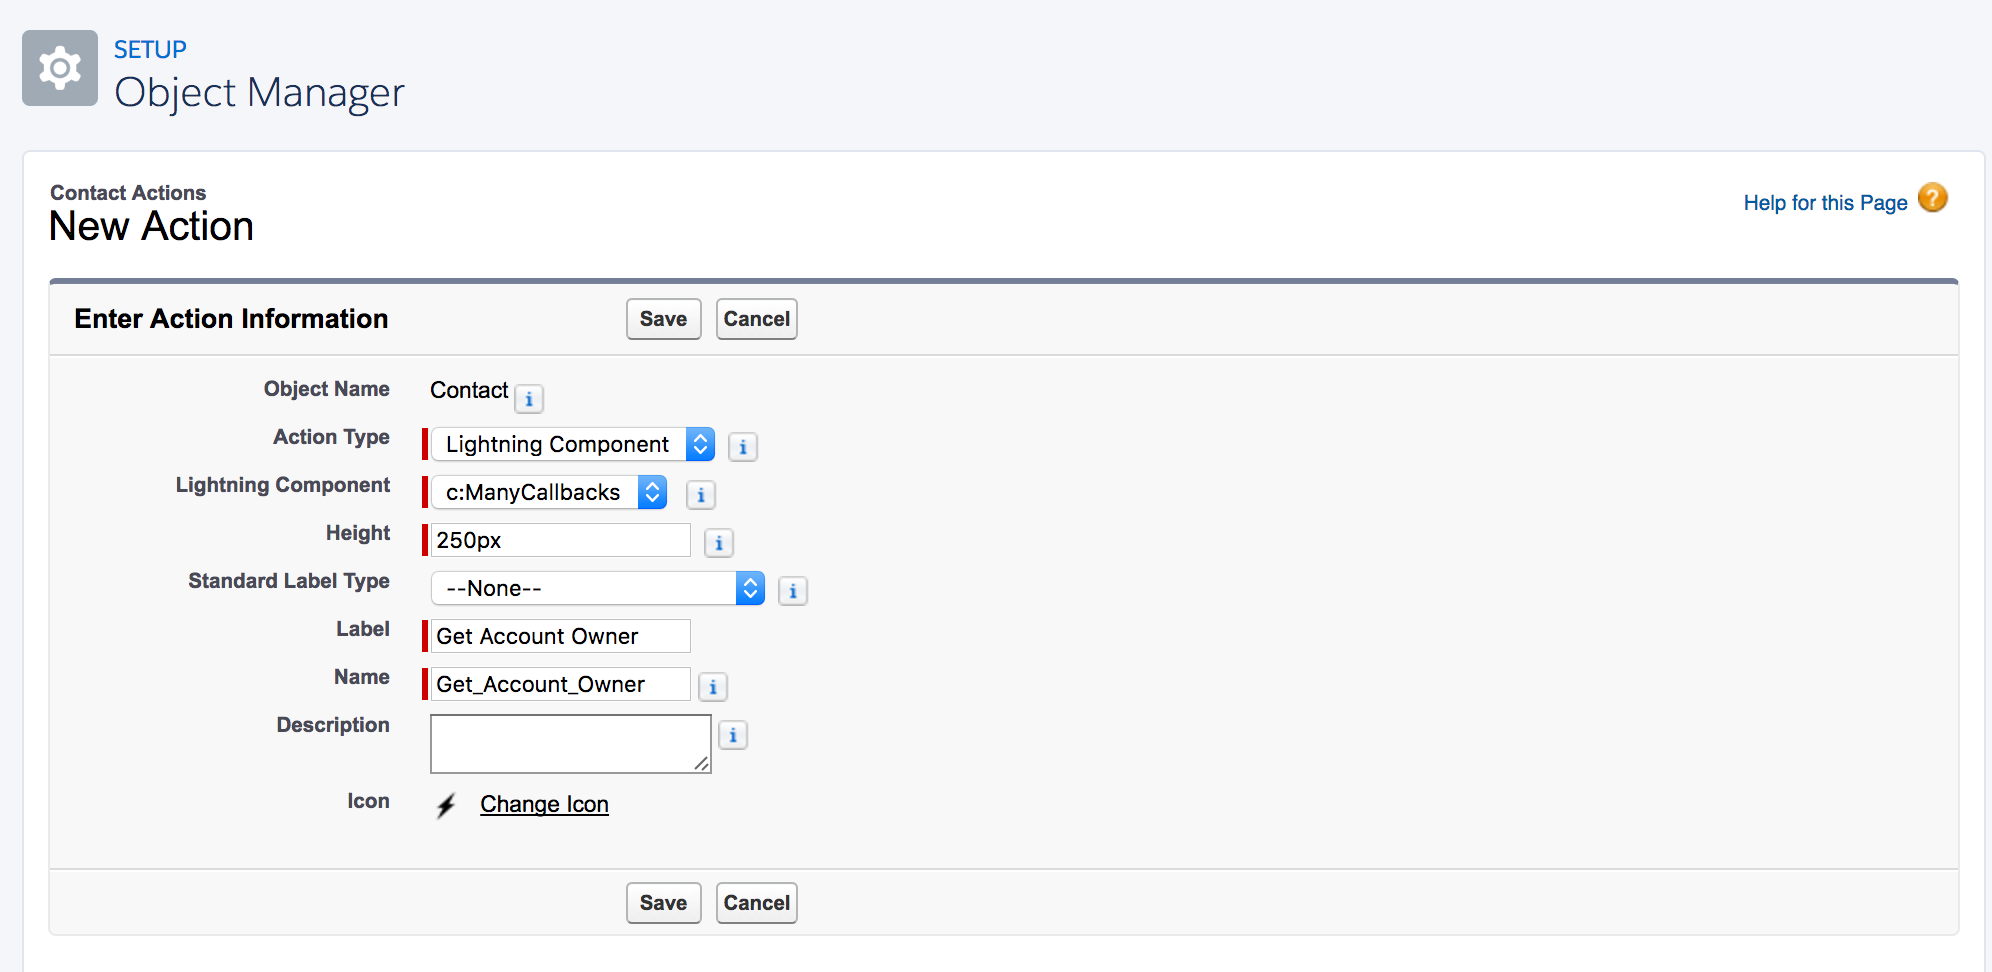 SETUP
Object Manager
Contact Actions
New Action
Help for this Page ?
Enter Action Information Save Cancel
Object Name Contact i
Action Type Lightning Component i
Lightning Component c:ManyCallbacks i
Height 250px i
Standard Label Type --None-- i
Label Get Account Owner
Name Get_Account_Owner i
Description i
Icon Change Icon
Save Cancel